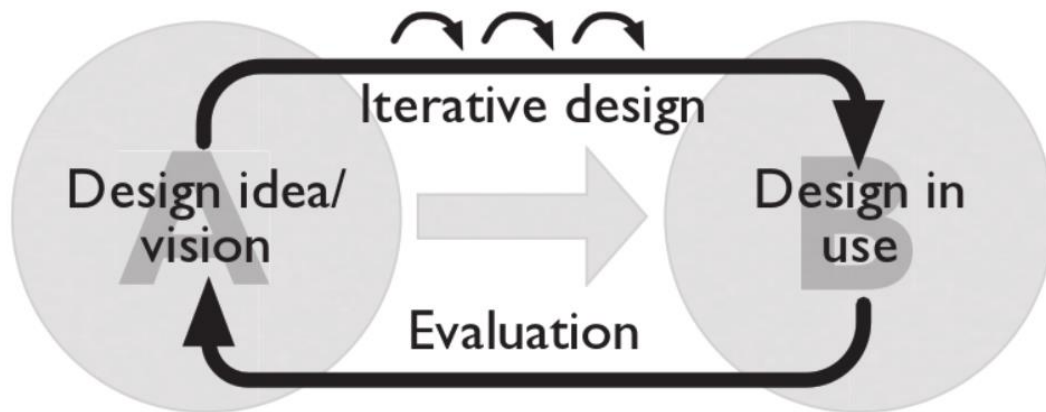 Iterative design
A
Design idea/
vision
B
Design in
use
Evaluation